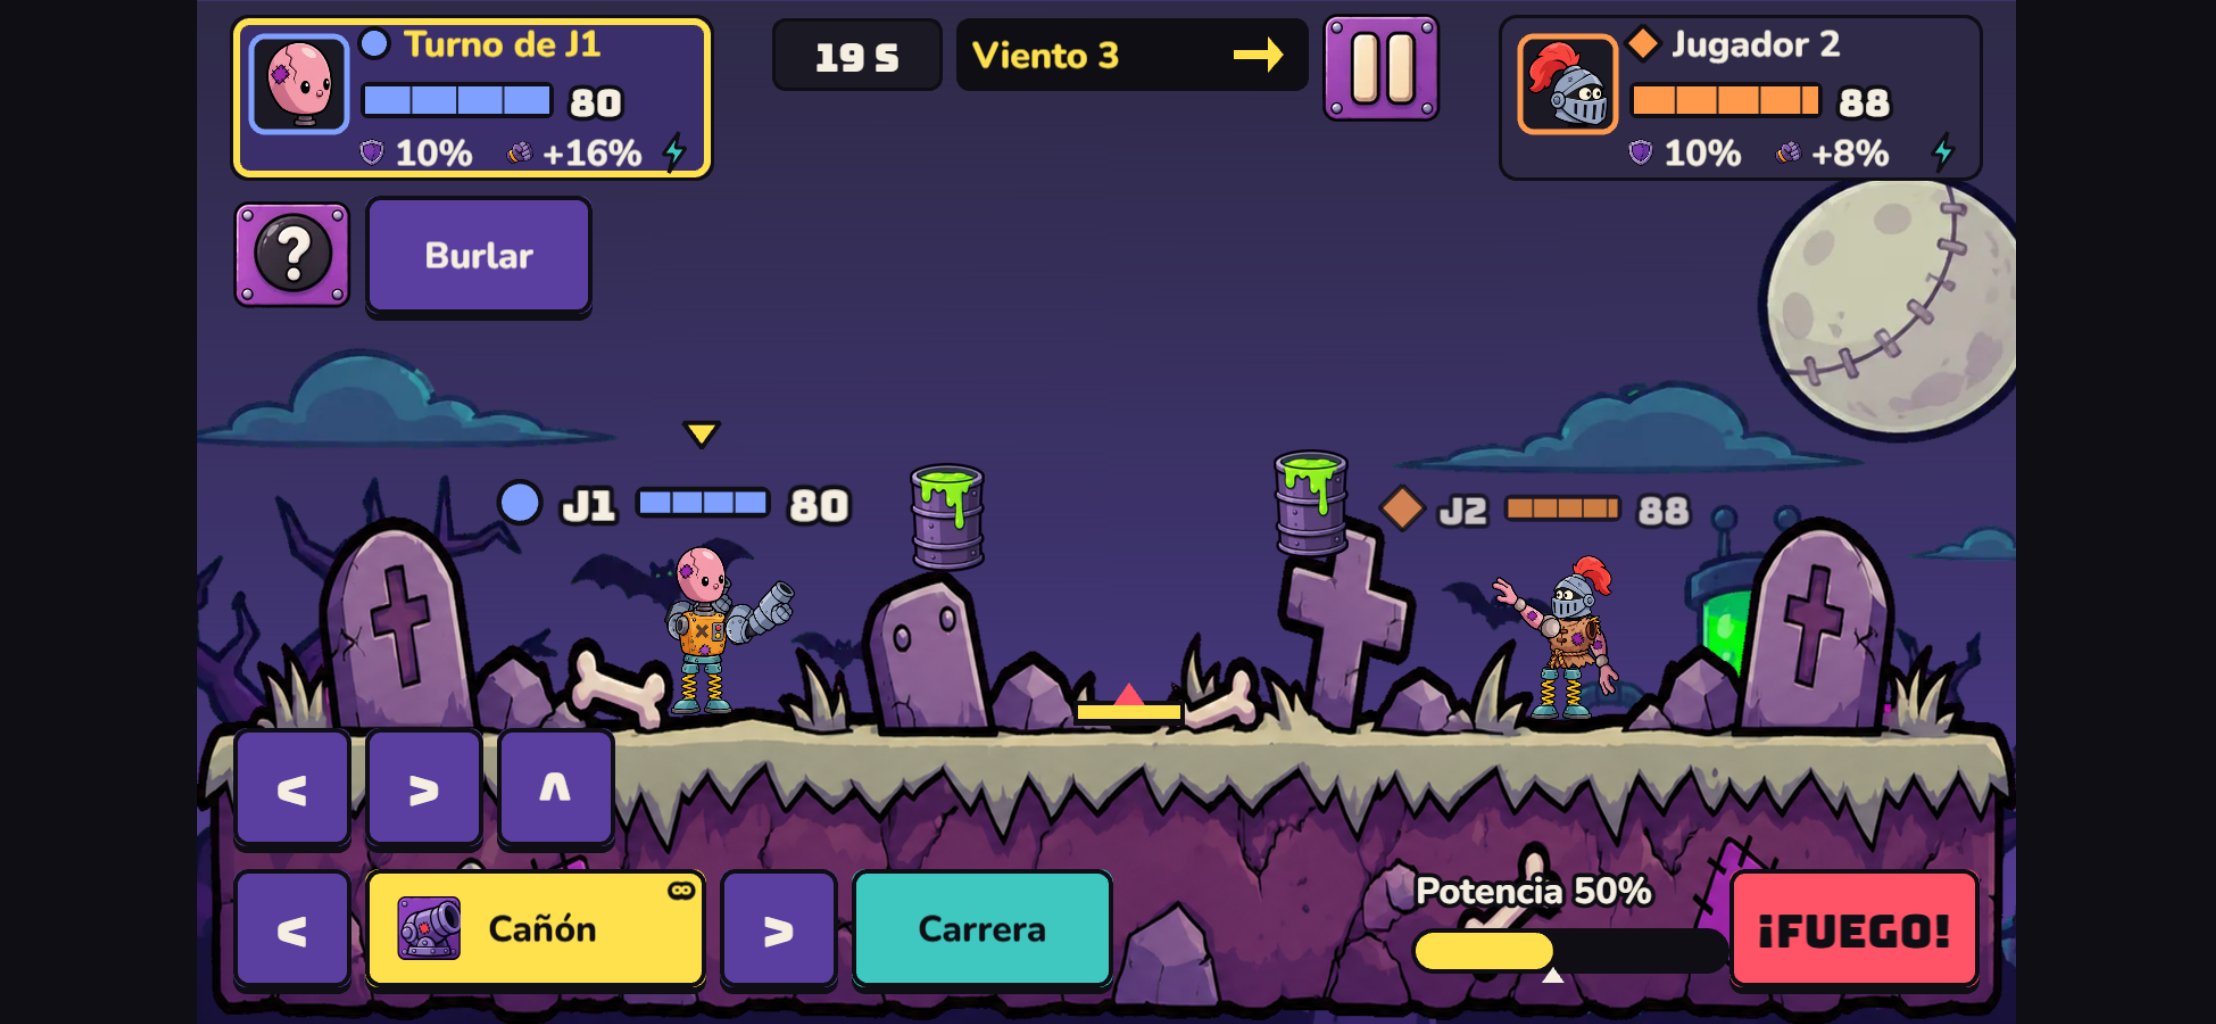 Turno de J1
80
10% +16%
19 S
Viento 3
Jugador 2
88
10% +8%
?
Burlar
J1 80
J2 88
< > ^
<
Cañón
∞
>
Carrera
Potencia 50%
¡FUEGO!